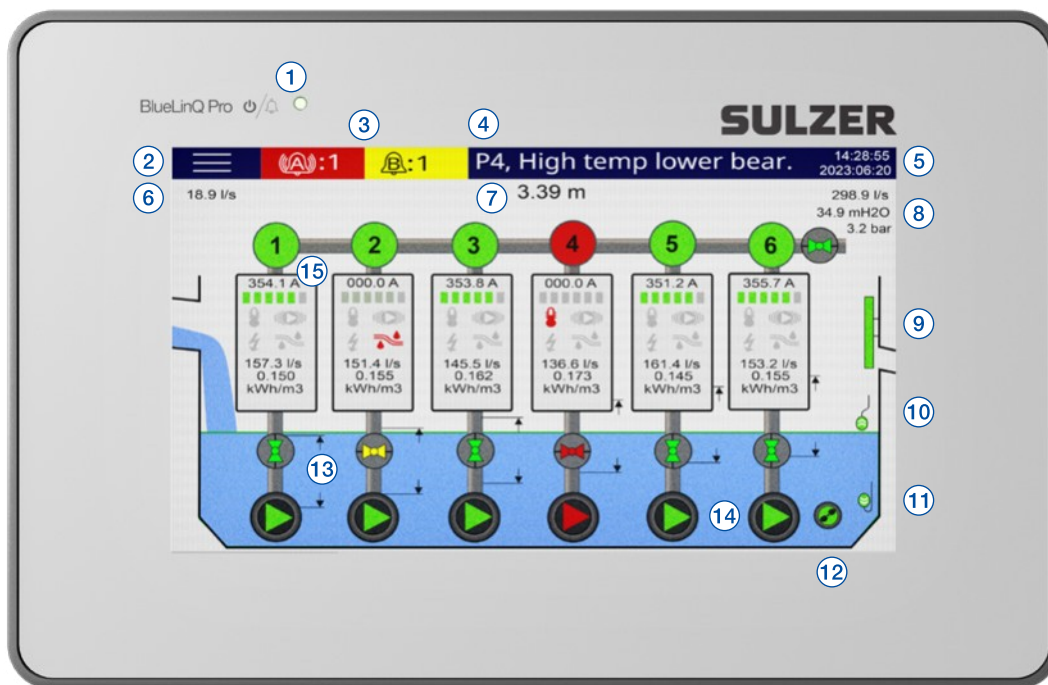 1
BlueLinQ Pro
SULZER
3
4
2
A:1
B:1
P4, High temp lower bear.
14:28:55
2023:06:20
5
6
18.9 l/s
7
3.39 m
298.9 l/s
34.9 mH2O
3.2 bar
8
1 2 3 4 5 6
15
354.1 A 000.0 A 353.8 A 000.0 A 351.2 A 355.7 A
9
157.3 l/s 151.4 l/s 145.5 l/s 136.6 l/s 161.4 l/s 153.2 l/s
0.150 0.155 0.162 0.173 0.145 0.155
kWh/m3 kWh/m3 kWh/m3 kWh/m3 kWh/m3 kWh/m3
10
13
11
14
12